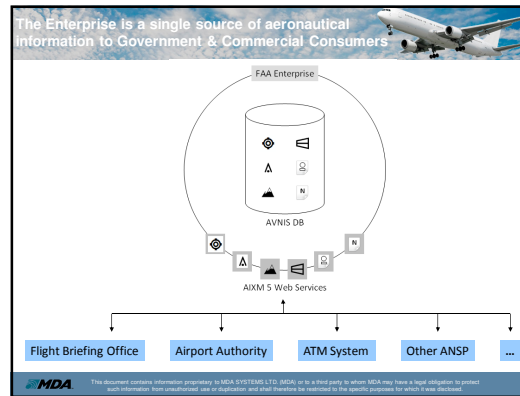 The Enterprise is a single source of aeronautical
information to Government & Commercial Consumers
FAA Enterprise
N
AVNIS DB
N
AIXM 5 Web Services
Flight Briefing Office
Airport Authority
ATM System
Other ANSP
...
MDA
This document contains information proprietary to MDA SYSTEMS LTD. (MDA) or to a third party to whom MDA may have a legal obligation to protect
such information from unauthorized use or duplication and shall therefore be restricted to the specific purposes for which it was disclosed.